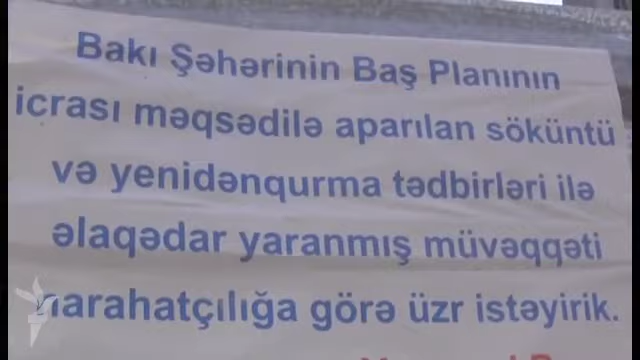 Bakı Şəhərinin Baş Planının
icrası məqsədilə aparılan söküntü
və yenidənqurma tədbirləri ilə
əlaqədar yaranmış müvəqqəti
narahatçılığa görə üzr istəyirik.